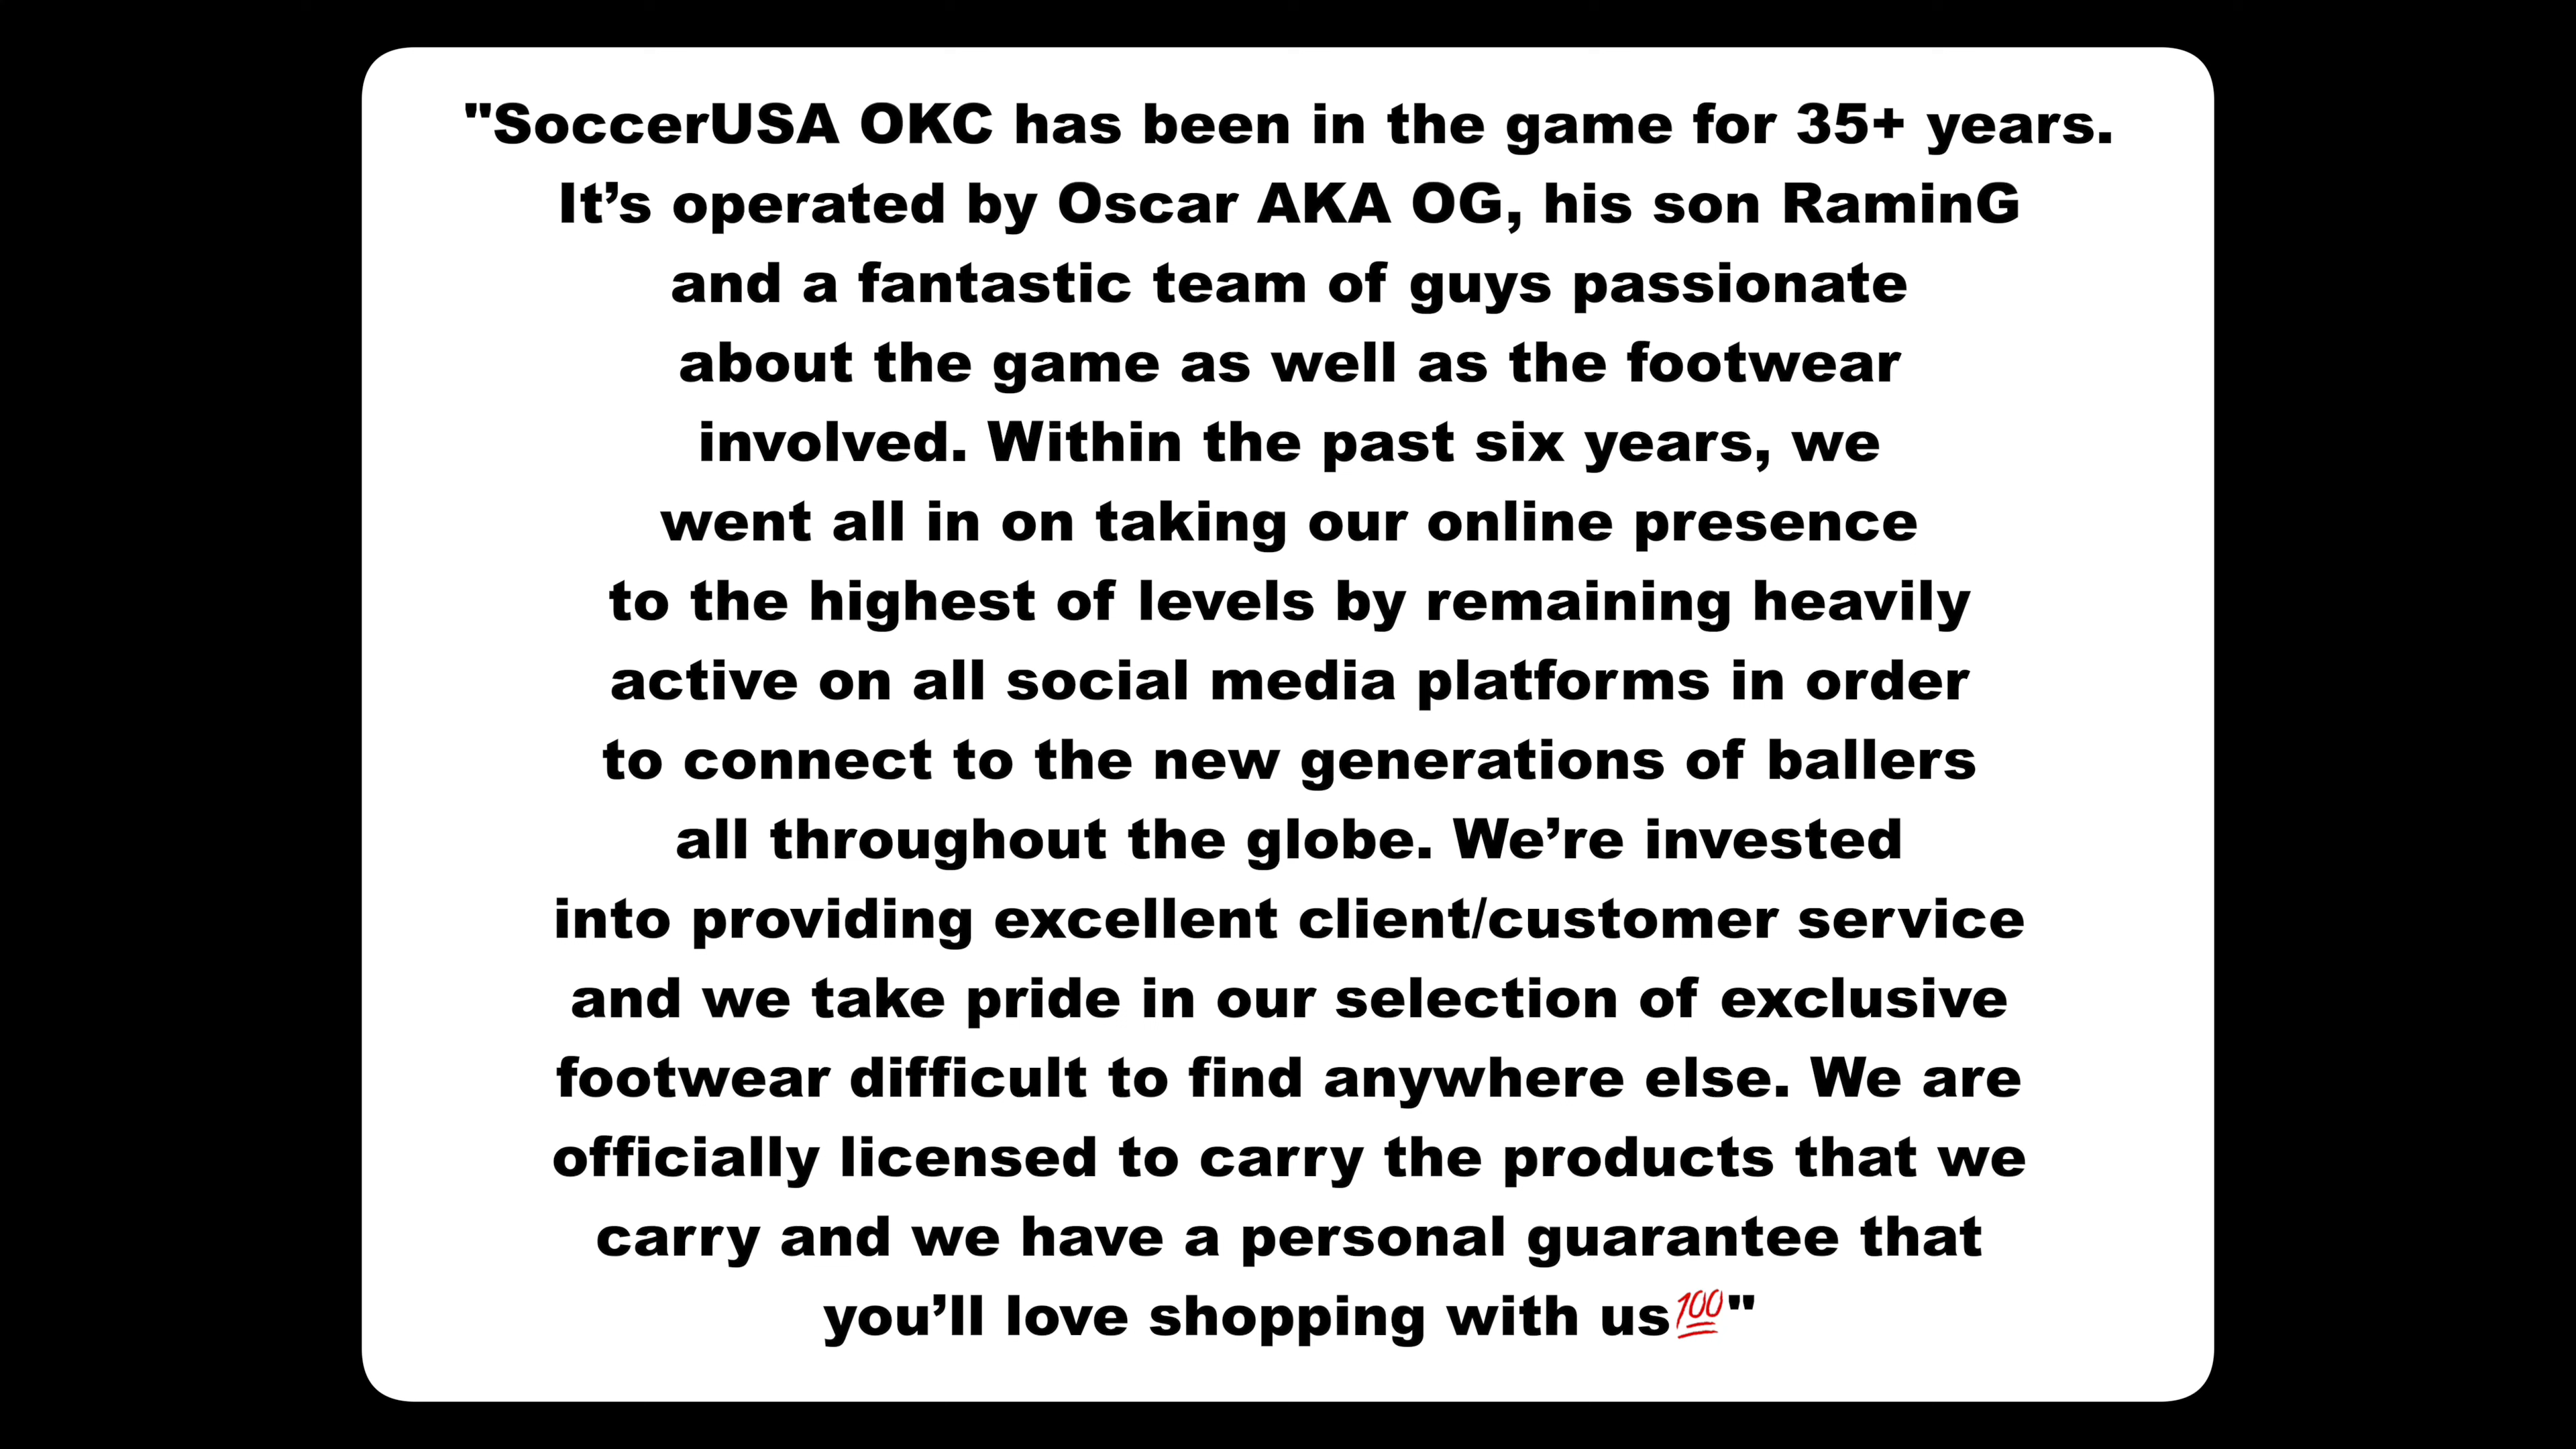 "SoccerUSA OKC has been in the game for 35+ years.
It’s operated by Oscar AKA OG, his son RaminG
and a fantastic team of guys passionate
about the game as well as the footwear
involved. Within the past six years, we
went all in on taking our online presence
to the highest of levels by remaining heavily
active on all social media platforms in order
to connect to the new generations of ballers
all throughout the globe. We’re invested
into providing excellent client/customer service
and we take pride in our selection of exclusive
footwear difficult to find anywhere else. We are
officially licensed to carry the products that we
carry and we have a personal guarantee that
you’ll love shopping with us💯"